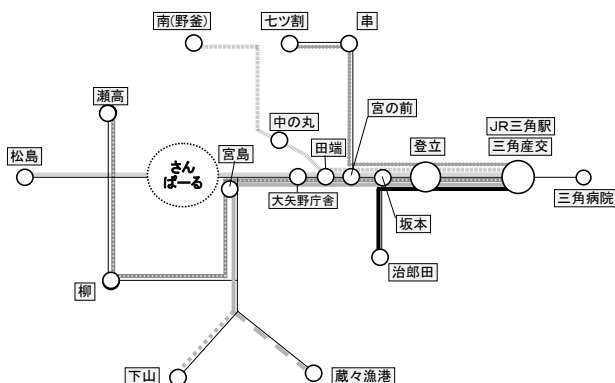 南(野釜)
七ツ割
串
瀬高
中の丸
宮の前
JR三角駅
三角産交
登立
田端
松島
さん
ぱーる
宮島
大矢野庁舎
坂本
三角病院
治郎田
柳
下山
蔵々漁港